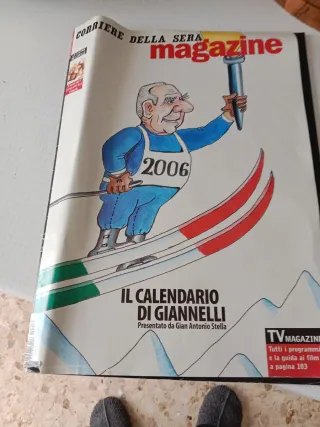 CORRIERE DELLA SERA
magazine
2006
IL CALENDARIO
DI GIANNELLI
Presentato da Gian Antonio Stella
TV MAGAZINE
Tutti i programmi
e la guida ai film
a pagina 103